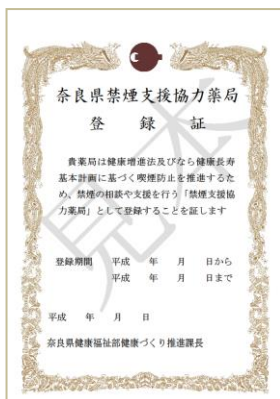 奈良県禁煙支援協力薬局
登 録 証
貴薬局は健康増進法及びなら健康長寿
基本計画に基づく喫煙防止を推進するた
め、禁煙の相談や支援を行う「禁煙支援協
力薬局」として登録することを証します
登録期間 平成 年 月 日から
平成 年 月 日まで
平成 年 月 日
奈良県健康福祉部健康づくり推進課長
見本